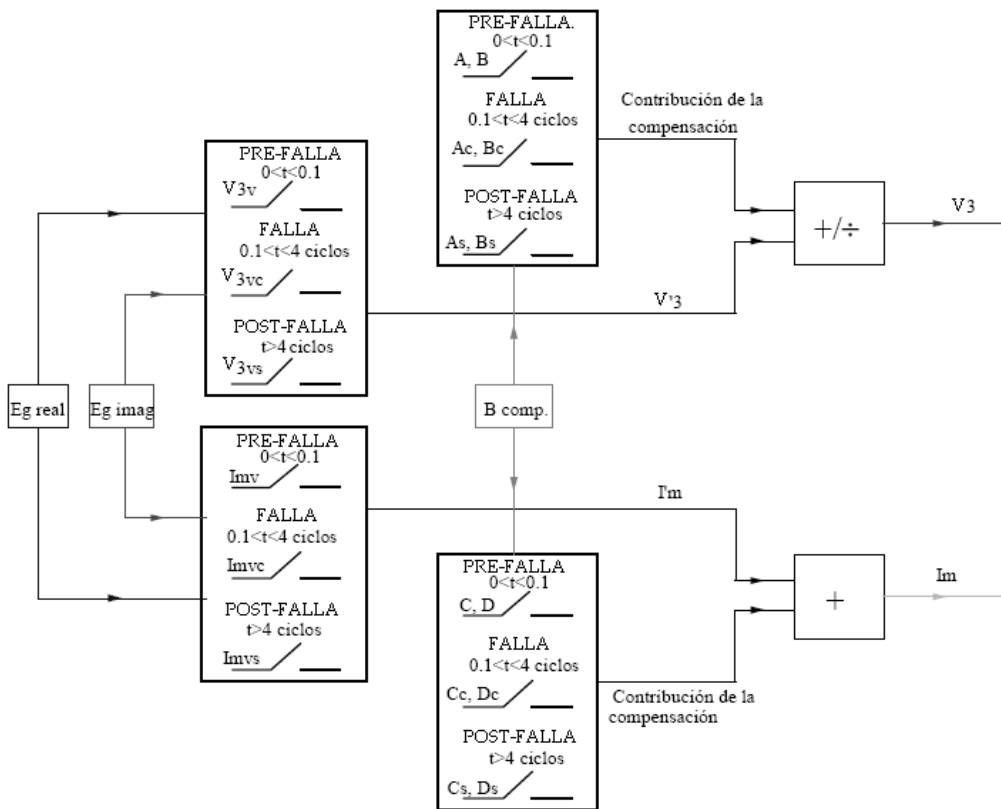 PRE-FALLA.
0<t<0.1
A, B
FALLA
0.1<t<4 ciclos
Ac, Bc
POST-FALLA
t>4 ciclos
As, Bs
Contribución de la
compensación
+/÷
V3
PRE-FALLA
0<t<0.1
V3v
FALLA
0.1<t<4 ciclos
V3vc
POST-FALLA
t>4 ciclos
V3vs
V'3
Eg real
Eg imag
B comp.
PRE-FALLA
0<t<0.1
Imv
FALLA
0.1<t<4 ciclos
Imvc
POST-FALLA
t>4 ciclos
Imvs
I'm
PRE-FALLA
0<t<0.1
C, D
FALLA
0.1<t<4 ciclos
Cc, Dc
POST-FALLA
t>4 ciclos
Cs, Ds
Contribución de la
compensación
+
Im